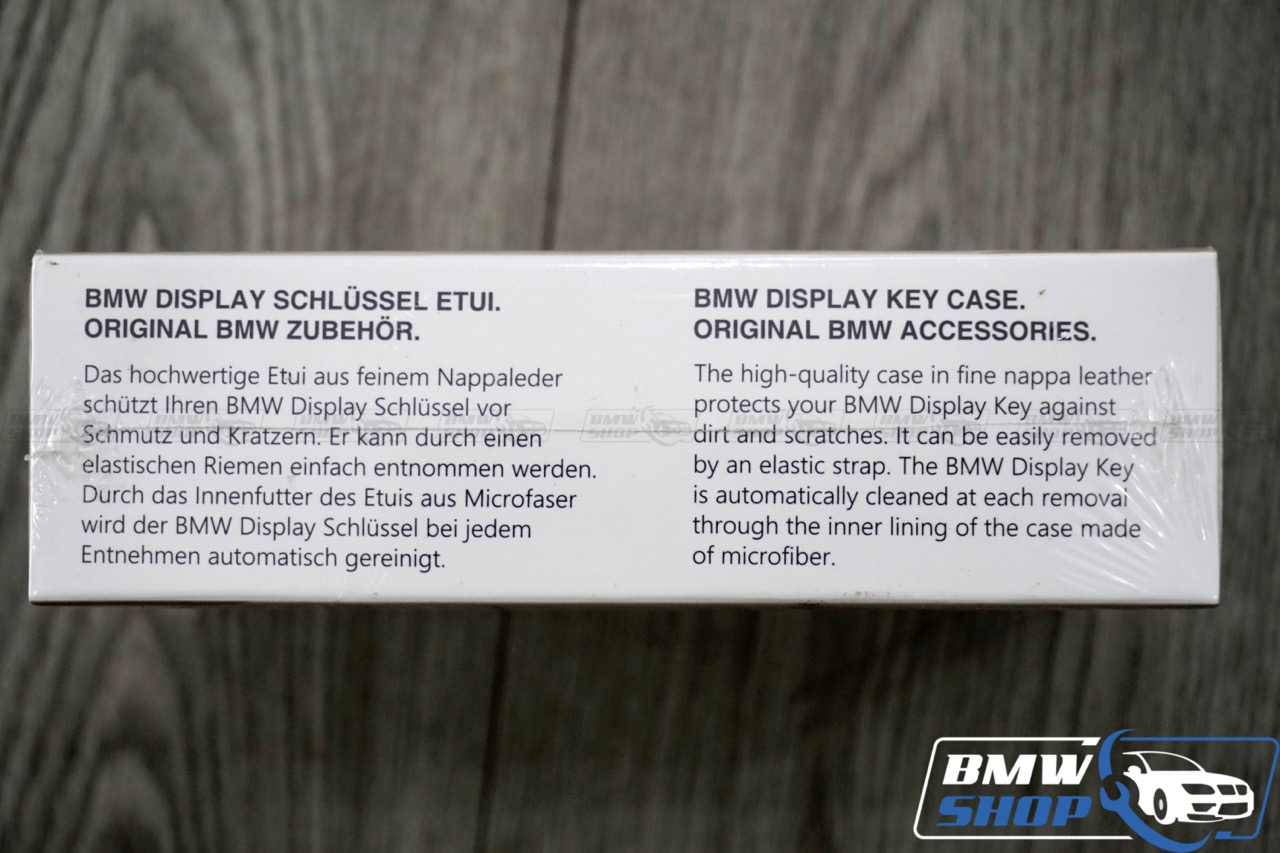 BMW DISPLAY SCHLÜSSEL ETUI.
ORIGINAL BMW ZUBEHÖR.
Das hochwertige Etui aus feinem Nappaleder
schützt Ihren BMW Display Schlüssel vor
Schmutz und Kratzern. Er kann durch einen
elastischen Riemen einfach entnommen werden.
Durch das Innenfutter des Etuis aus Microfaser
wird der BMW Display Schlüssel bei jedem
Entnehmen automatisch gereinigt.
BMW DISPLAY KEY CASE.
ORIGINAL BMW ACCESSORIES.
The high-quality case in fine nappa leather
protects your BMW Display Key against
dirt and scratches. It can be easily removed
by an elastic strap. The BMW Display Key
is automatically cleaned at each removal
through the inner lining of the case made
of microfiber.
BMW
SHOP